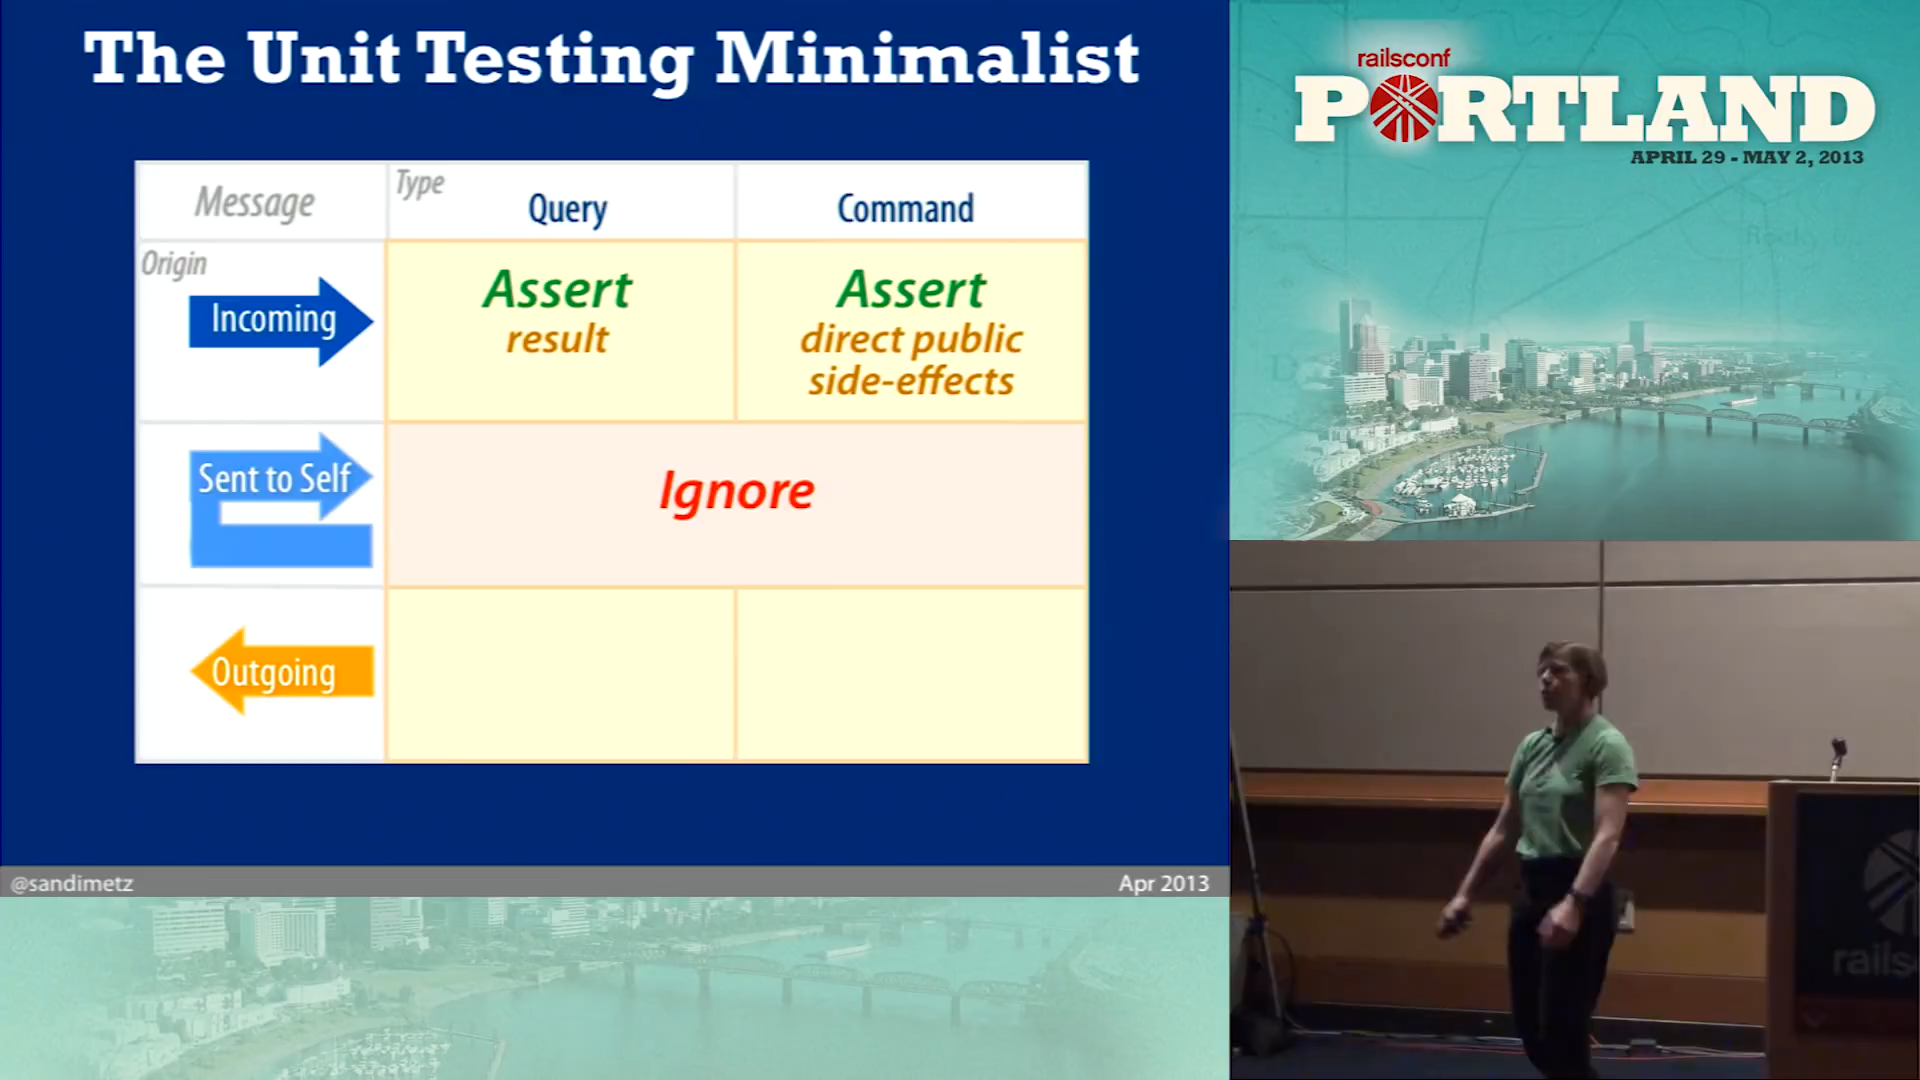 The Unit Testing Minimalist
Message
Type
Query
Command
Origin
Incoming
Assert
result
Assert
direct public
side-effects
Sent to Self
Ignore
Outgoing
@sandimetz
Apr 2013
railsconf
PORTLAND
APRIL 29 - MAY 2, 2013
rails